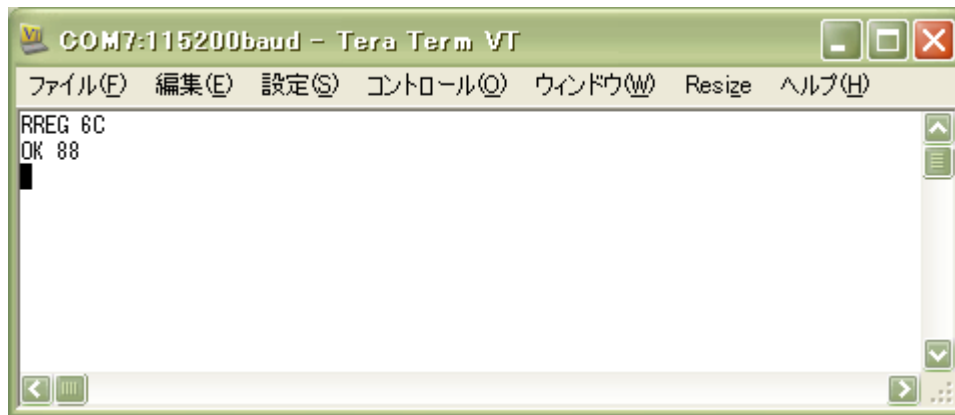 COM7:115200baud - Tera Term VT
ファイル(F) 編集(E) 設定(S) コントロール(O) ウィンドウ(W) Resize ヘルプ(H)
RREG 6C
OK 88